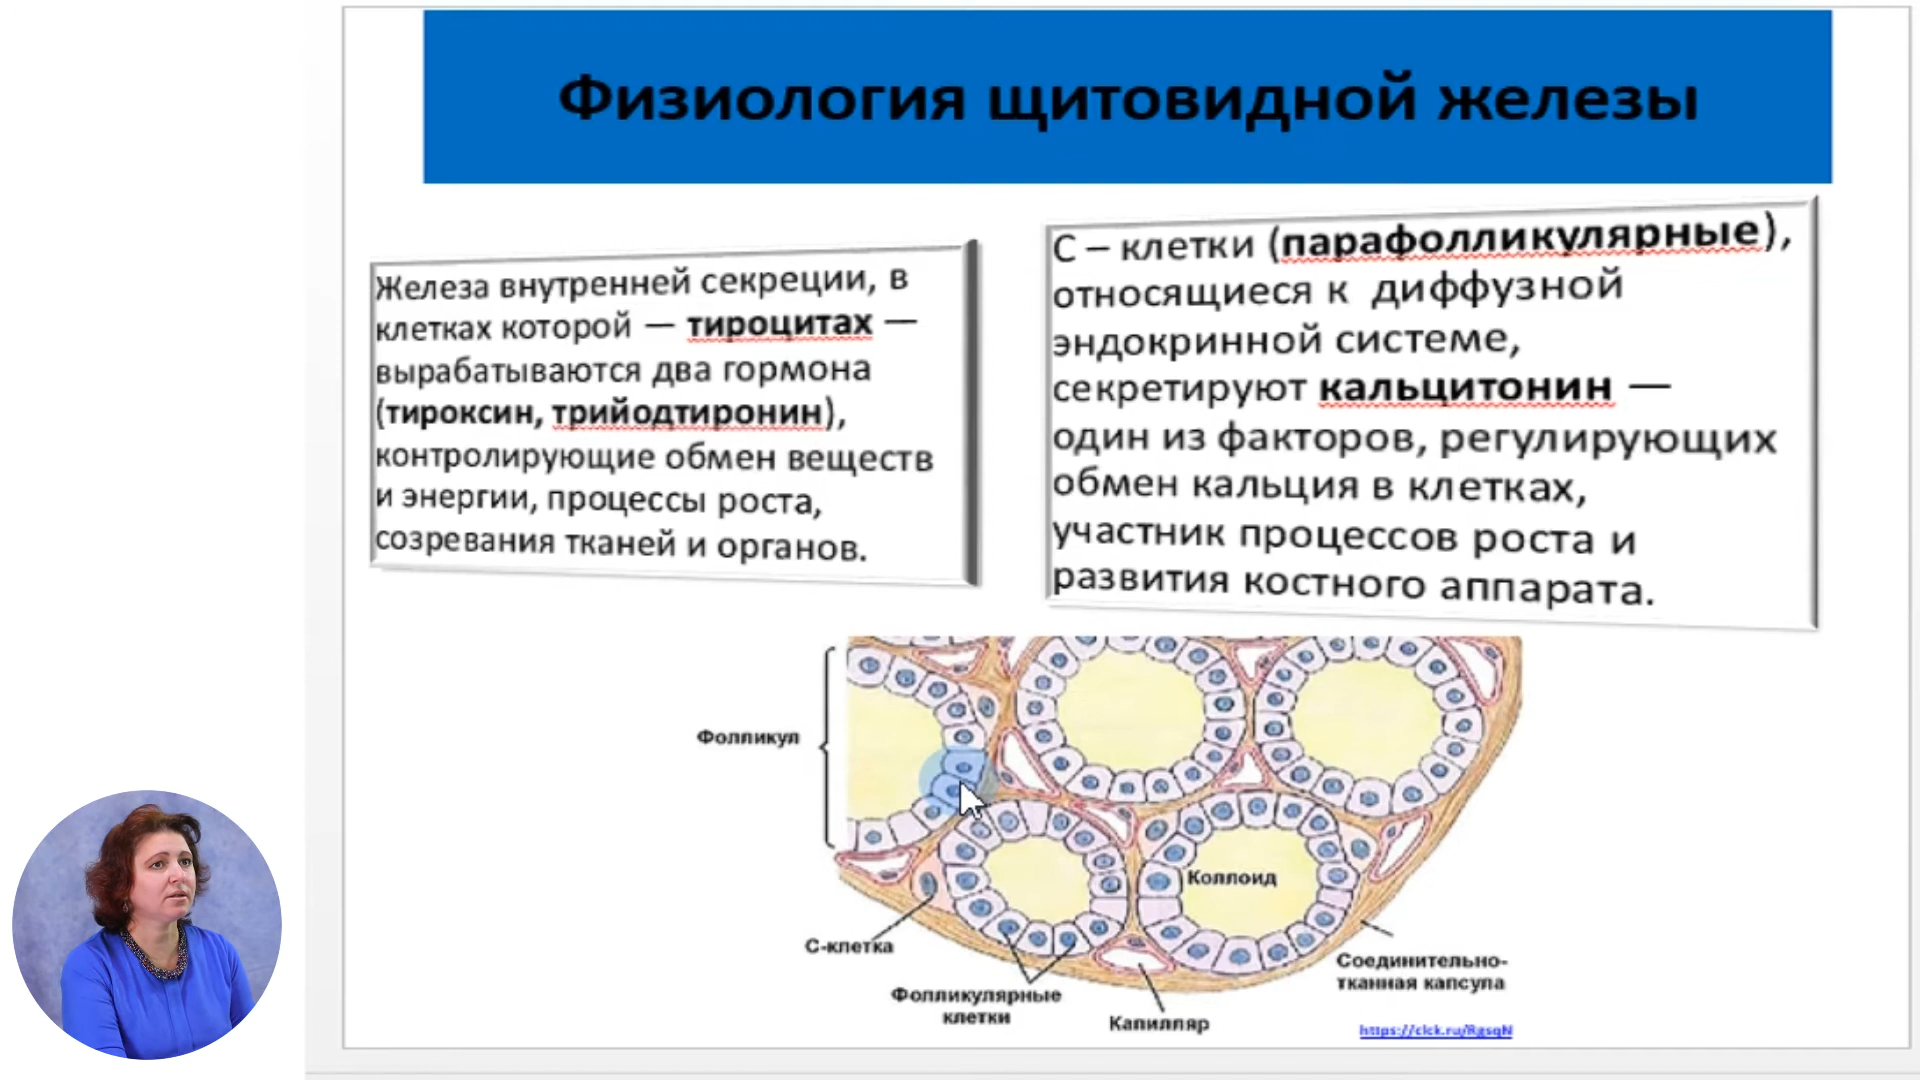 Физиология щитовидной железы
Железа внутренней секреции, в
клетках которой — тироцитах —
вырабатываются два гормона
(тироксин, трийодтиронин),
контролирующие обмен веществ
и энергии, процессы роста,
созревания тканей и органов.
С – клетки (парафолликулярные),
относящиеся к диффузной
эндокринной системе,
секретируют кальцитонин —
один из факторов, регулирующих
обмен кальция в клетках,
участник процессов роста и
развития костного аппарата.
Фолликул
Коллоид
С-клетка
Фолликулярные
клетки
Капилляр
Соединительно-
тканная капсула
https://clck.ru/RgsqN